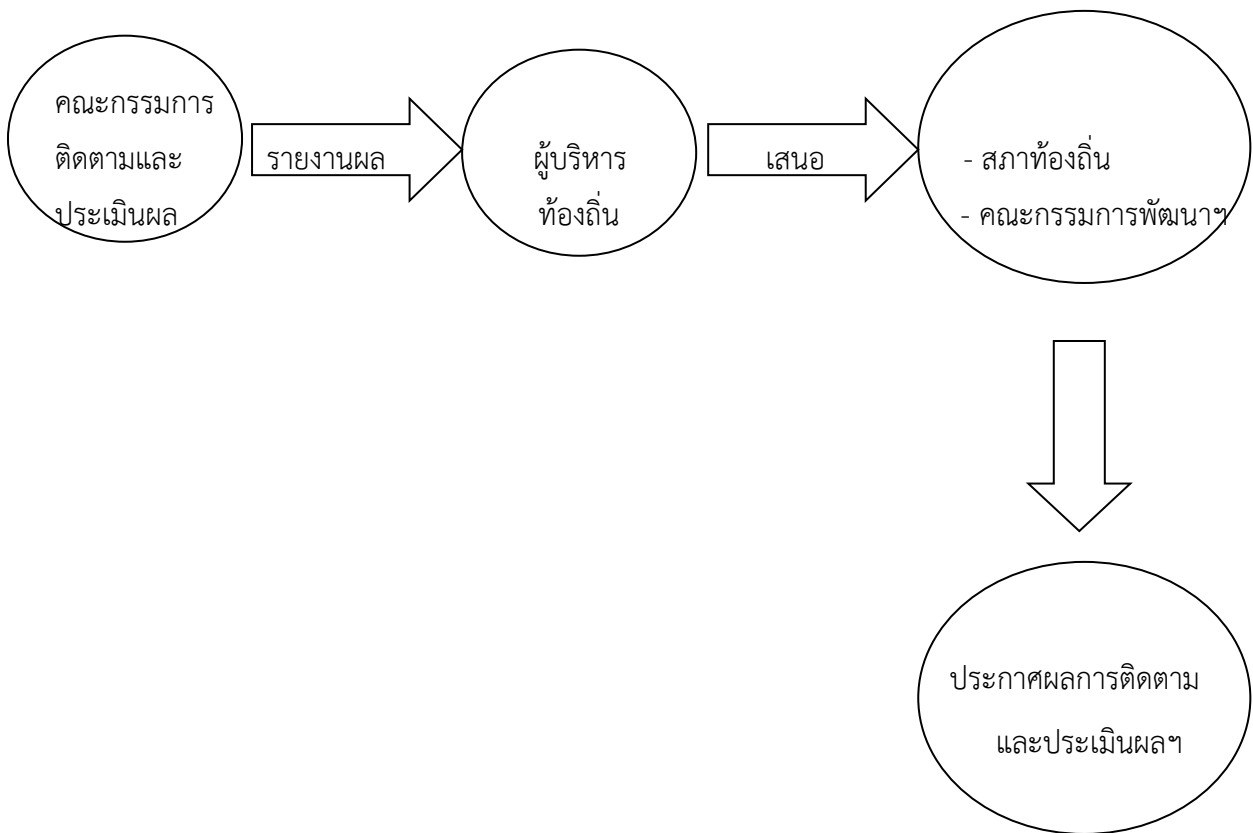 คณะกรรมการ
ติดตามและ
ประเมินผล
รายงานผล
ผู้บริหาร
ท้องถิ่น
เสนอ
- สภาท้องถิ่น
- คณะกรรมการพัฒนาฯ
ประกาศผลการติดตาม
และประเมินผลฯ